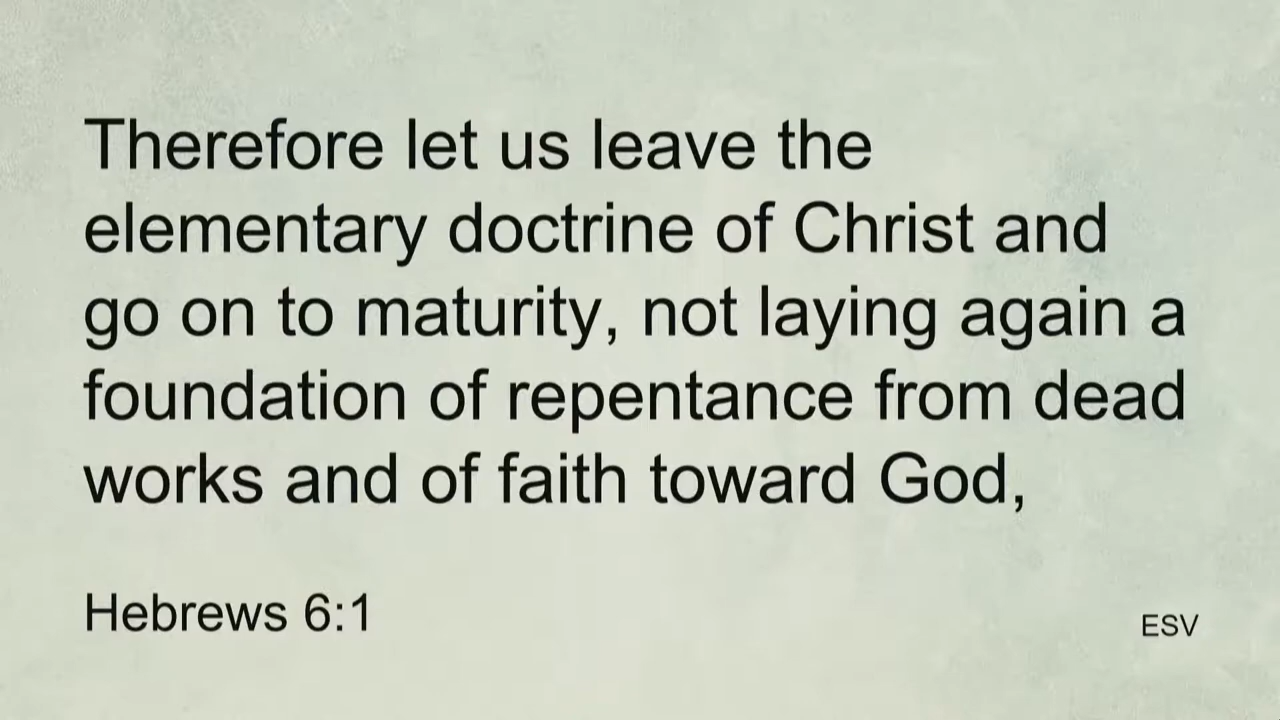 Therefore let us leave the
elementary doctrine of Christ and
go on to maturity, not laying again a
foundation of repentance from dead
works and of faith toward God,
Hebrews 6:1
ESV